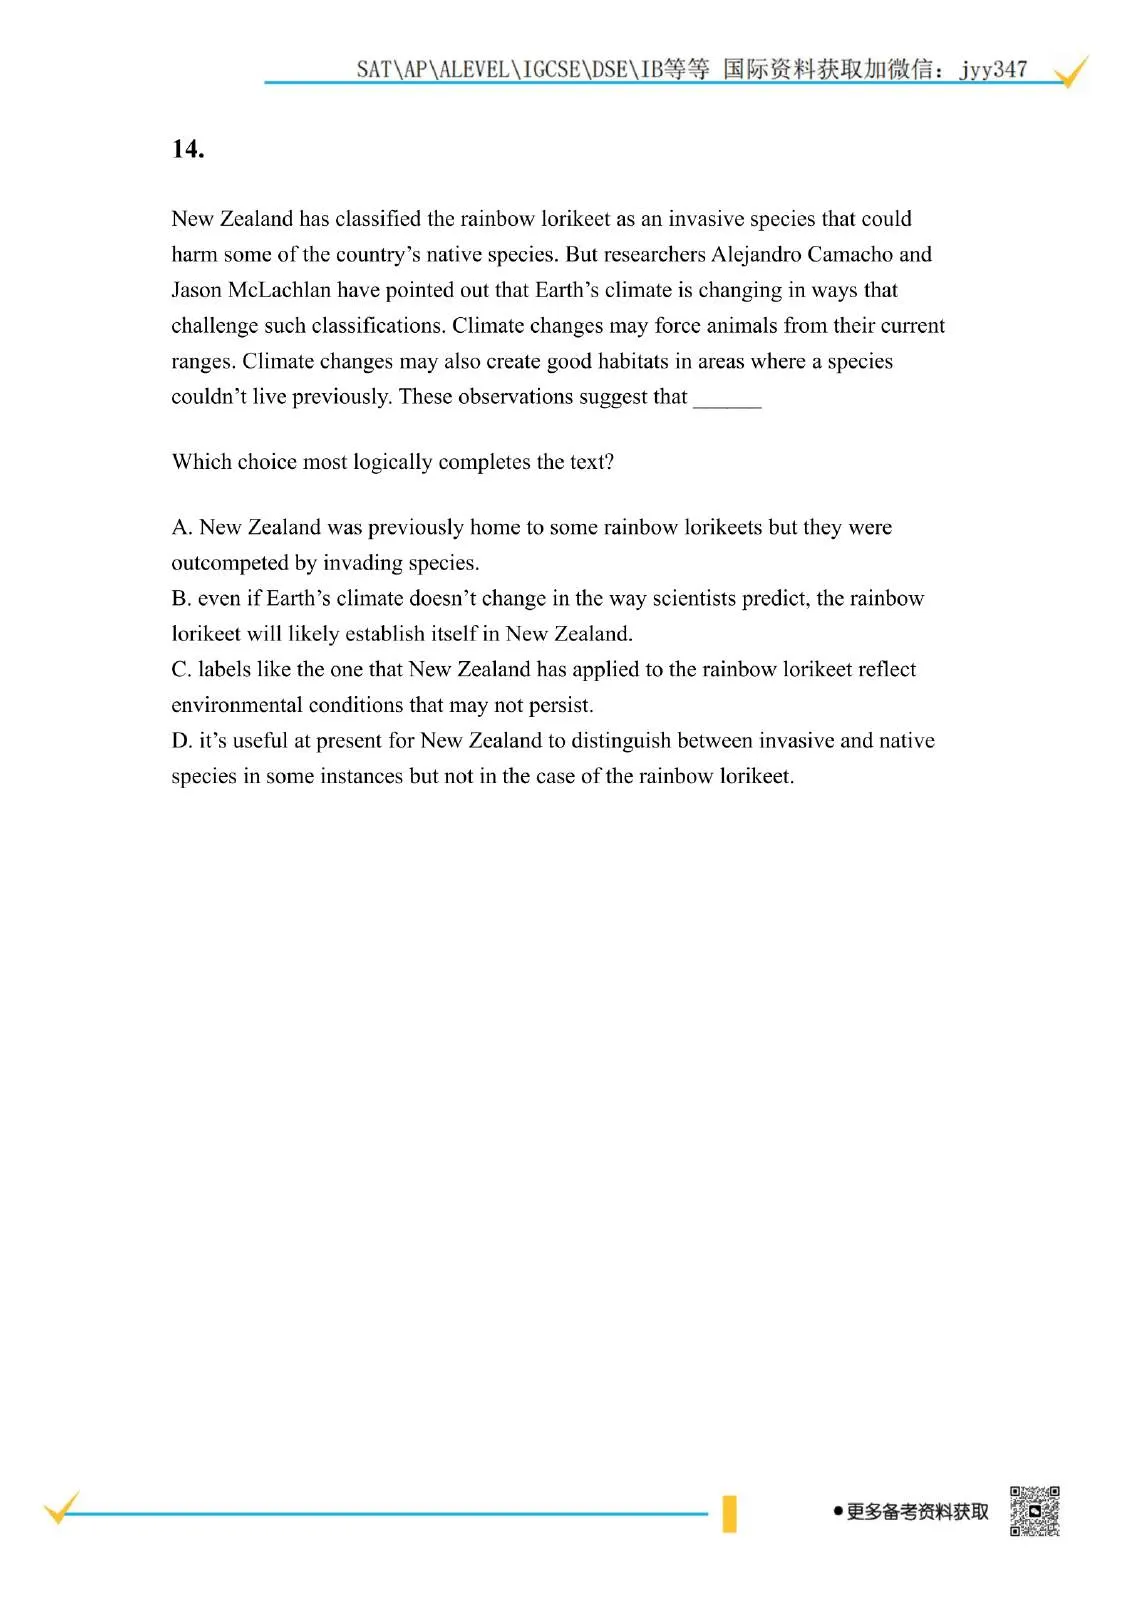 SAT\AP\ALEVEL\IGCSE\DSE\IB等等 国际资料获取加微信: jyy347
14.
New Zealand has classified the rainbow lorikeet as an invasive species that could
harm some of the country’s native species. But researchers Alejandro Camacho and
Jason McLachlan have pointed out that Earth’s climate is changing in ways that
challenge such classifications. Climate changes may force animals from their current
ranges. Climate changes may also create good habitats in areas where a species
couldn’t live previously. These observations suggest that ______
Which choice most logically completes the text?
A. New Zealand was previously home to some rainbow lorikeets but they were
outcompeted by invading species.
B. even if Earth’s climate doesn’t change in the way scientists predict, the rainbow
lorikeet will likely establish itself in New Zealand.
C. labels like the one that New Zealand has applied to the rainbow lorikeet reflect
environmental conditions that may not persist.
D. it’s useful at present for New Zealand to distinguish between invasive and native
species in some instances but not in the case of the rainbow lorikeet.
●更多备考资料获取